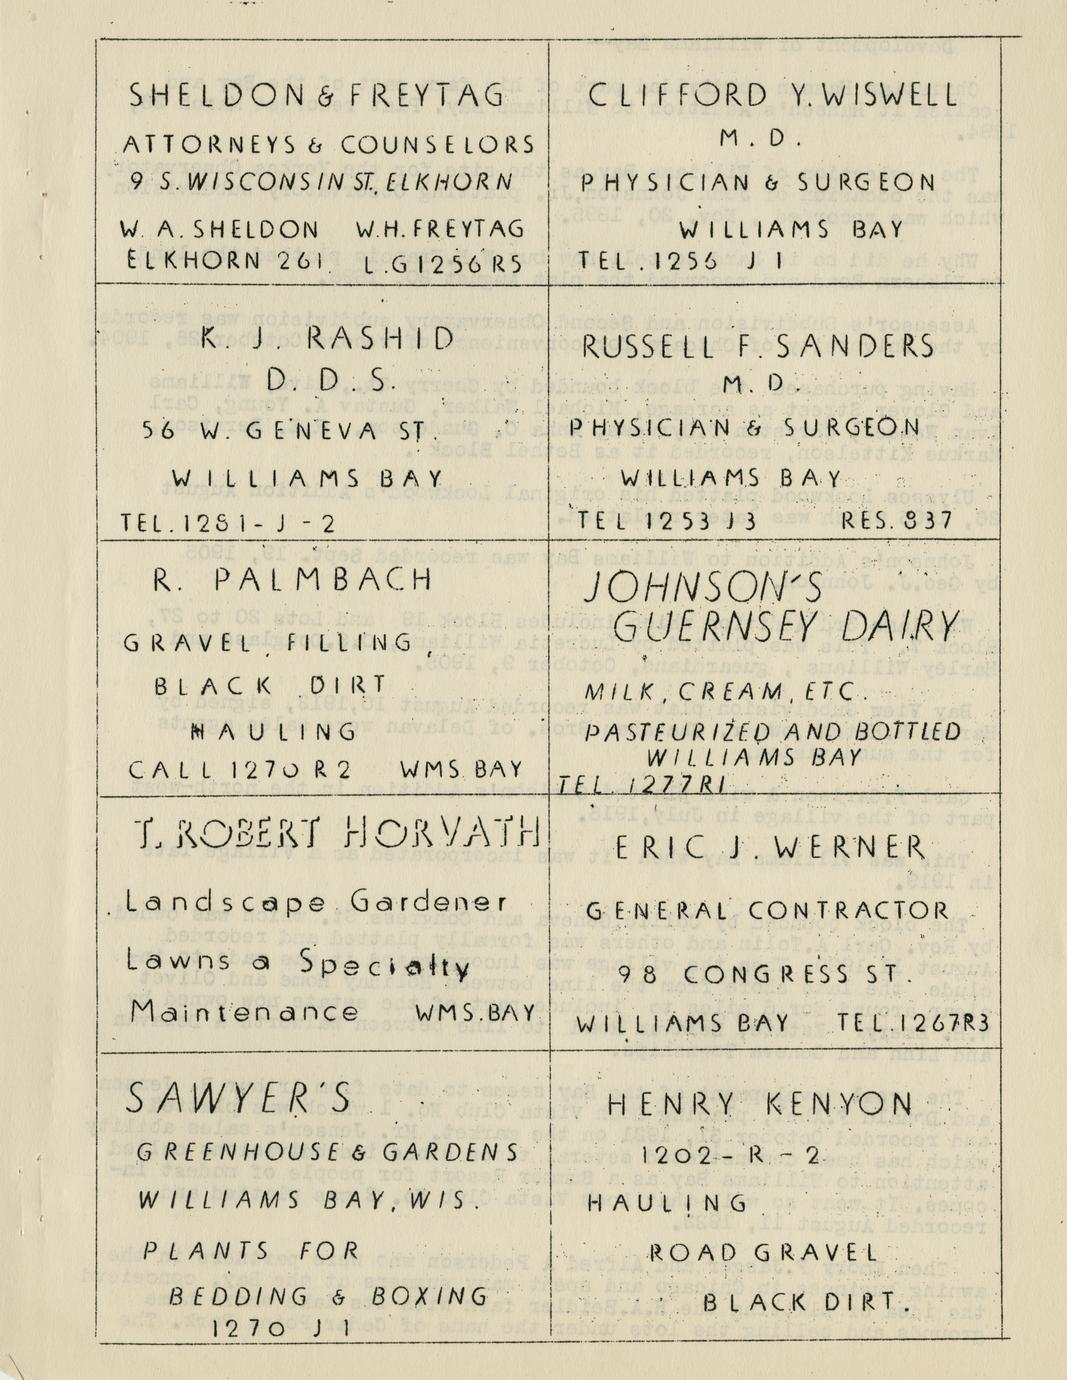 SHELDON & FREYTAG
ATTORNEYS & COUNSELORS
9 S. WISCONSIN ST., ELKHORN
W. A. SHELDON W.H. FREYTAG
ELKHORN 261 L.G 1256 R5
CLIFFORD Y. WISWELL
M. D.
PHYSICIAN & SURGEON
WILLIAMS BAY
TEL. 1256 J 1
K. J. RASHID
D. D. S.
56 W. GENEVA ST.
WILLIAMS BAY
TEL. 1281-J-2
RUSSELL F. SANDERS
M. D.
PHYSICIAN & SURGEON
WILLIAMS BAY
TEL 1253 J3 RES. 837
R. PALMBACH
GRAVEL, FILLING,
BLACK DIRT
HAULING
CALL 1270 R 2 WMS. BAY
JOHNSON'S
GUERNSEY DAIRY
MILK, CREAM, ETC.
PASTEURIZED AND BOTTLED
WILLIAMS BAY
TEL. 1277R1
T. ROBERT HORVATH
Landscape Gardener
Lawns a Specialty
Maintenance WMS. BAY
ERIC J. WERNER
GENERAL CONTRACTOR
98 CONGRESS ST.
WILLIAMS BAY TEL. 1267R3
SAWYER'S
GREENHOUSE & GARDENS
WILLIAMS BAY, WIS.
PLANTS FOR
BEDDING & BOXING
1270 J 1
HENRY KENYON
1202-R-2
HAULING
ROAD GRAVEL
BLACK DIRT.